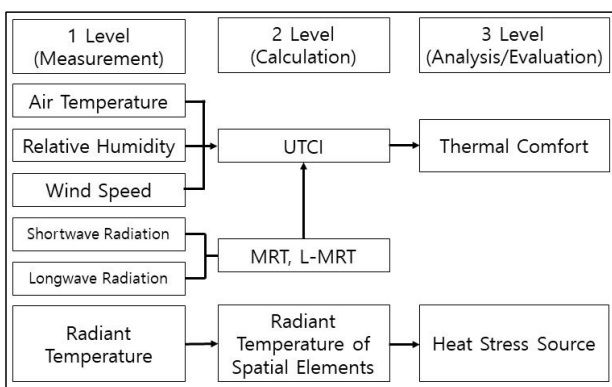 1 Level
(Measurement)
2 Level
(Calculation)
3 Level
(Analysis/Evaluation)
Air Temperature
Relative Humidity
UTCI
Thermal Comfort
Wind Speed
Shortwave Radiation
MRT, L-MRT
Longwave Radiation
Radiant
Temperature
Radiant
Temperature of
Spatial Elements
Heat Stress Source